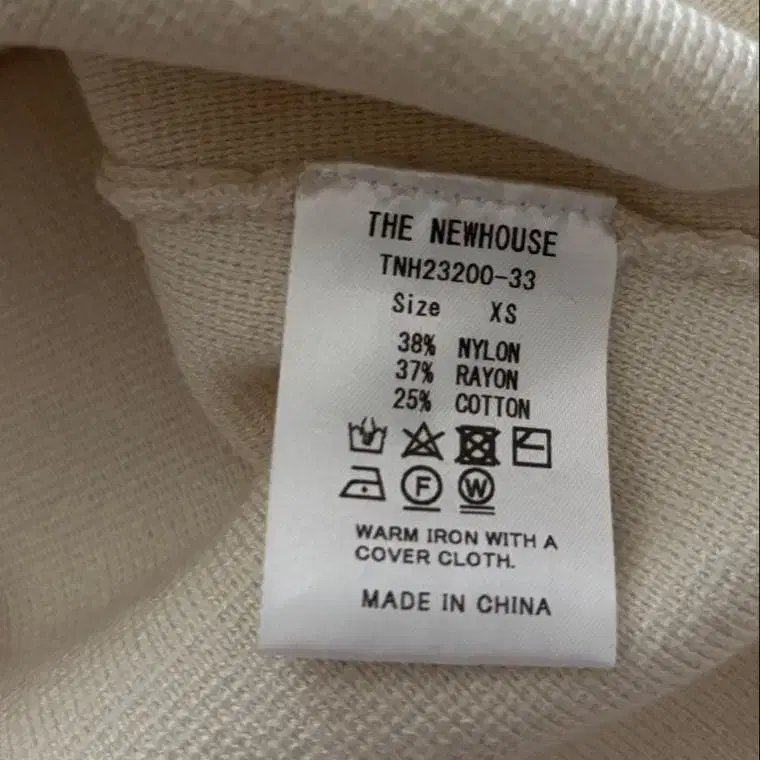 THE NEWHOUSE
TNH23200-33
Size XS
38% NYLON
37% RAYON
25% COTTON
F W
WARM IRON WITH A
COVER CLOTH.
MADE IN CHINA